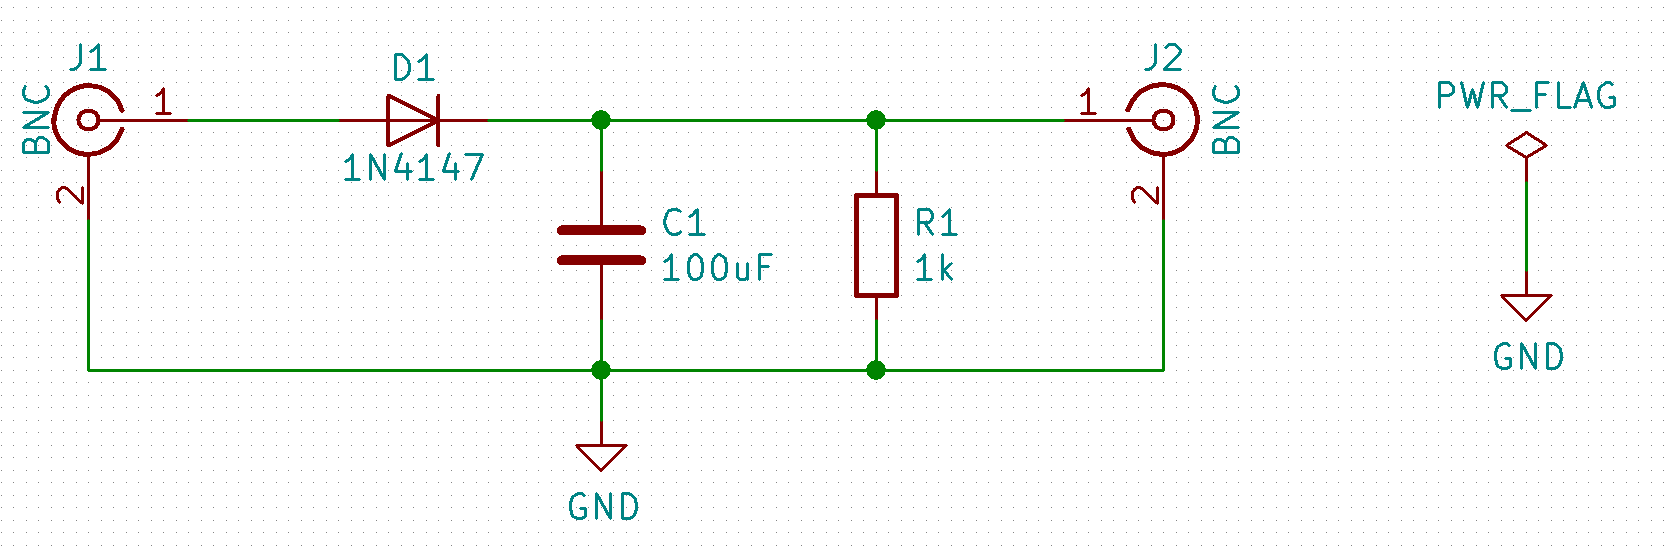 J1
BNC
1
2
D1
1N4147
C1
100uF
R1
1k
J2
BNC
1
2
GND
PWR_FLAG
GND